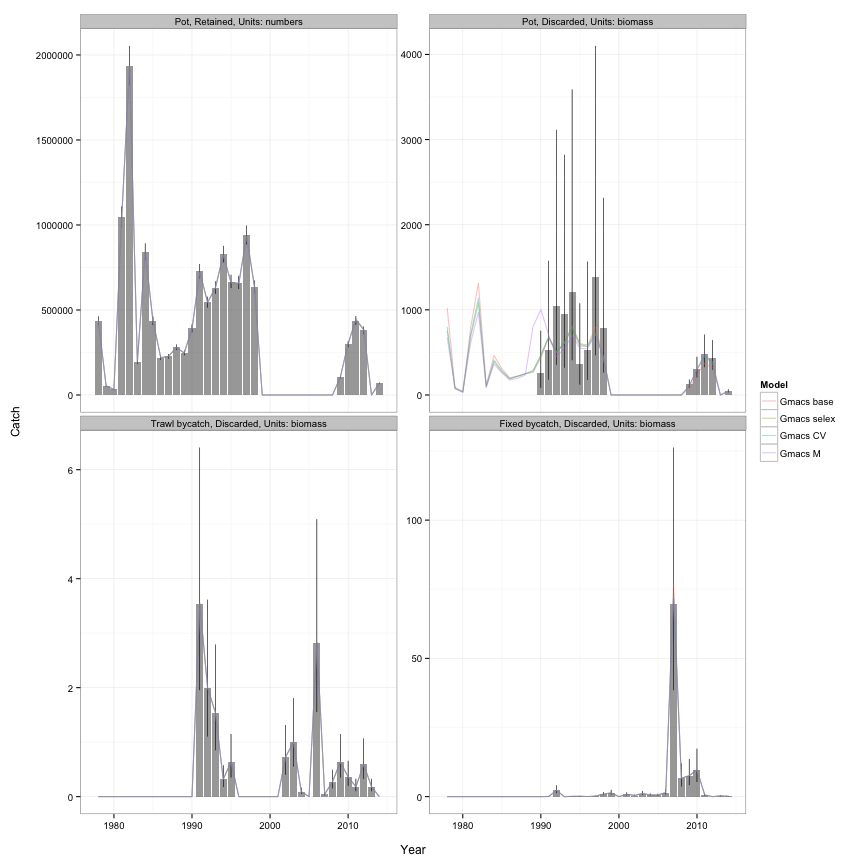 Pot, Retained, Units: numbers
Pot, Discarded, Units: biomass
2000000
1500000
1000000
500000
0
4000
3000
2000
1000
0
Catch
Trawl bycatch, Discarded, Units: biomass
Fixed bycatch, Discarded, Units: biomass
6
4
2
0
100
50
0
1980
1990
2000
2010
1980
1990
2000
2010
Year
Model
Gmacs base
Gmacs selex
Gmacs CV
Gmacs M